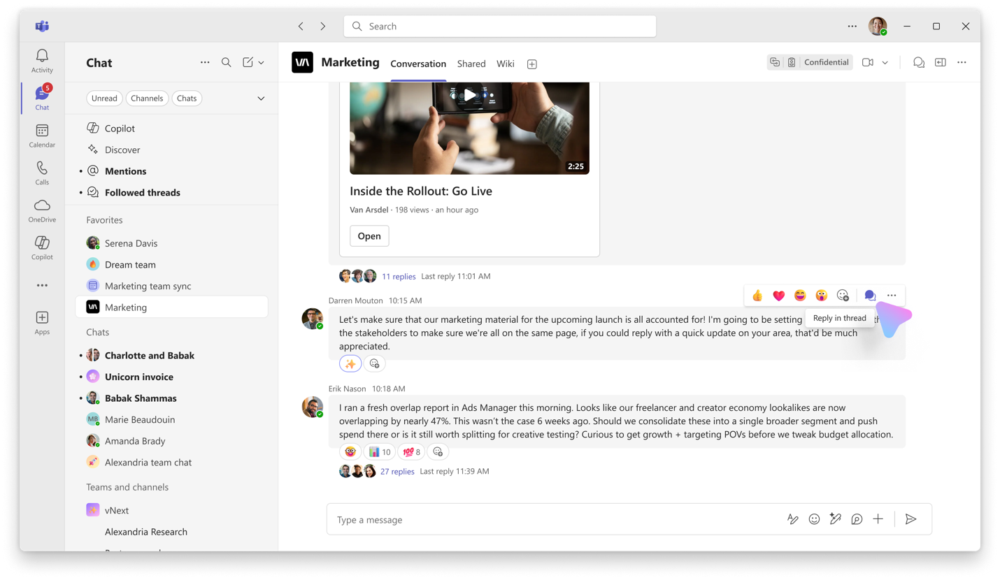 Search
Activity
5
Chat
Calendar
Calls
OneDrive
Copilot
Apps
Chat
Unread
Channels
Chats
Copilot
Discover
Mentions
Followed threads
Favorites
Serena Davis
Dream team
Marketing team sync
Marketing
Chats
Charlotte and Babak
Unicorn invoice
Babak Shammas
MB Marie Beaudouin
Amanda Brady
Alexandria team chat
Teams and channels
vNext
Alexandria Research
Marketing
Conversation
Shared
Wiki
Confidential
2:25
Inside the Rollout: Go Live
Van Arsdel · 198 views · an hour ago
Open
11 replies Last reply 11:01 AM
Darren Mouton 10:15 AM
Let's make sure that our marketing material for the upcoming launch is all accounted for! I'm going to be setting
the stakeholders to make sure we're all on the same page, if you could reply with a quick update on your area, that'd be much
appreciated.
Reply in thread
Erik Nason 10:18 AM
I ran a fresh overlap report in Ads Manager this morning. Looks like our freelancer and creator economy lookalikes are now
overlapping by nearly 47%. This wasn't the case 6 weeks ago. Should we consolidate these into a single broader segment and push
spend there or is it still worth splitting for creative testing? Curious to get growth + targeting POVs before we tweak budget allocation.
10
💯 8
27 replies Last reply 11:39 AM
Type a message